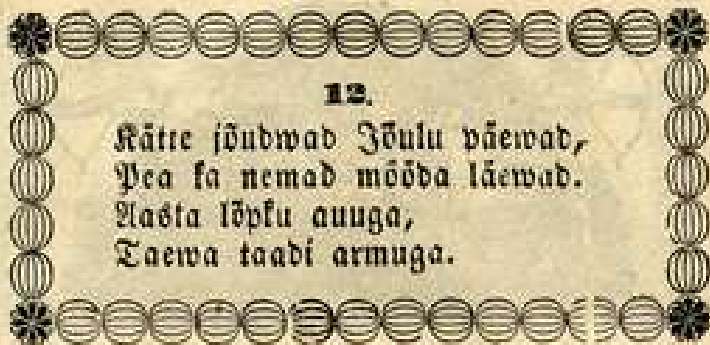 12.
Kätte jõudwad Jõulu päewad,
Pea ka nemad mööda läewad.
Aasta lõpku auuga,
Taewa taadi armuga.